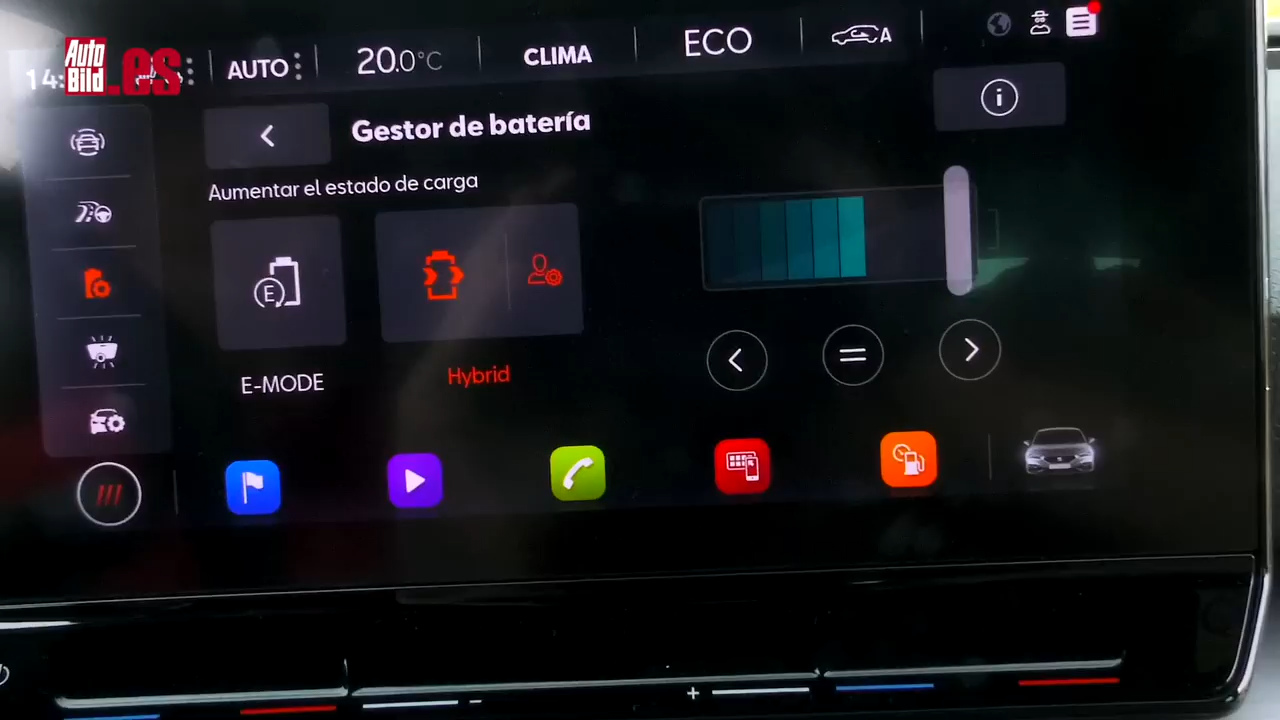 14:
Auto
Bild
.es
AUTO
20.0°C
CLIMA
ECO
A
i
Gestor de batería
Aumentar el estado de carga
E
E-MODE
Hybrid